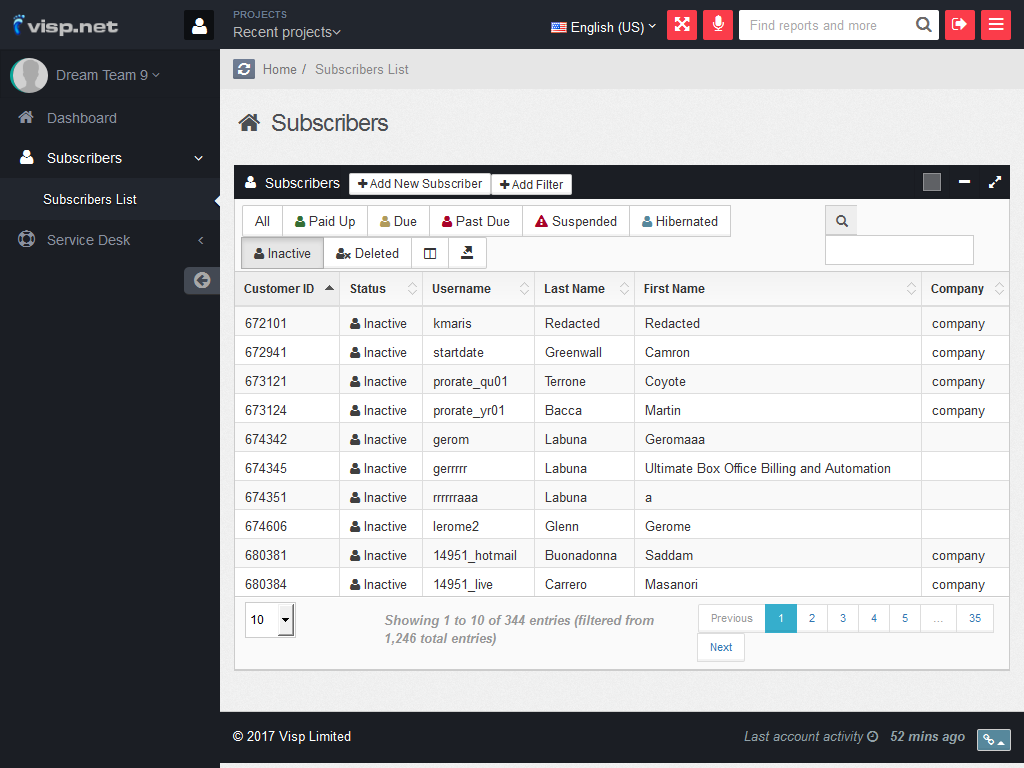 visp.net
PROJECTS
Recent projects
English (US)
Find reports and more
Dream Team 9
Dashboard
Subscribers
Subscribers List
Service Desk
Home / Subscribers List
Subscribers
Subscribers Add New Subscriber Add Filter
All Paid Up Due Past Due Suspended Hibernated
Inactive Deleted
Customer ID Status Username Last Name First Name Company
672101 Inactive kmaris Redacted Redacted company
672941 Inactive startdate Greenwall Camron company
673121 Inactive prorate_qu01 Terrone Coyote company
673124 Inactive prorate_yr01 Bacca Martin company
674342 Inactive gerom Labuna Geromaaa
674345 Inactive gerrrrr Labuna Ultimate Box Office Billing and Automation
674351 Inactive rrrrrraaa Labuna a
674606 Inactive lerome2 Glenn Gerome
680381 Inactive 14951_hotmail Buonadonna Saddam company
680384 Inactive 14951_live Carrero Masanori company
10
Showing 1 to 10 of 344 entries (filtered from
1,246 total entries)
Previous 1 2 3 4 5 ... 35
Next
© 2017 Visp Limited
Last account activity 52 mins ago